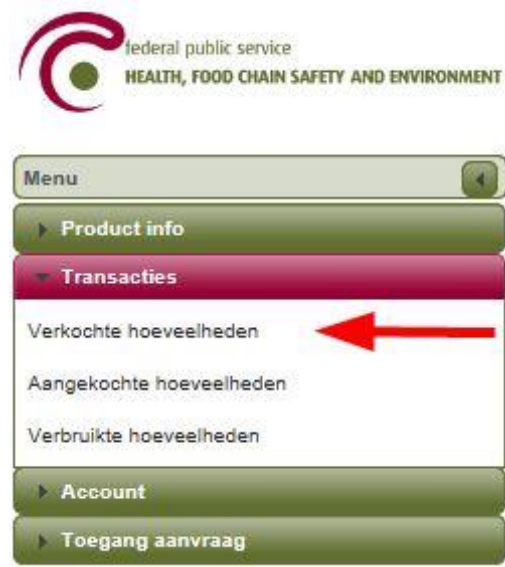 federal public service
HEALTH, FOOD CHAIN SAFETY AND ENVIRONMENT
Menu
Product info
Transacties
Verkochte hoeveelheden
Aangekochte hoeveelheden
Verbruikte hoeveelheden
Account
Toegang aanvraag